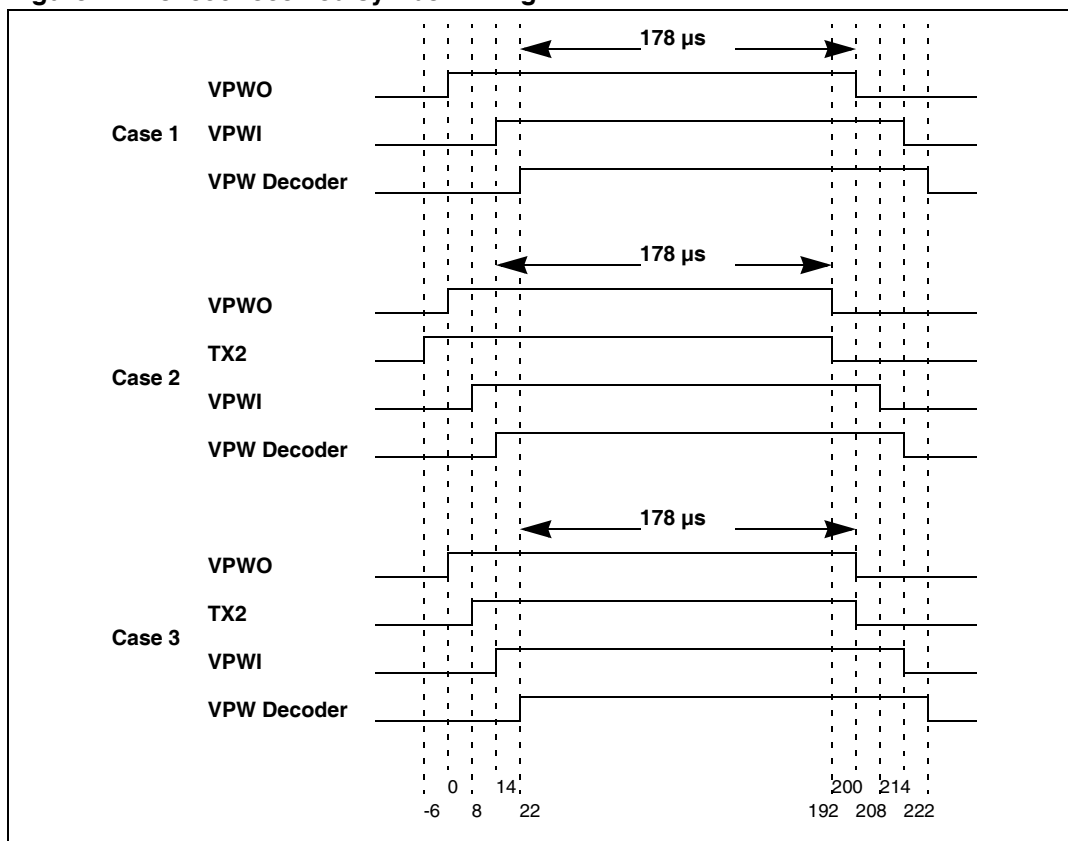 178 µs
VPWO
Case 1 VPWI
VPW Decoder
178 µs
VPWO
TX2
Case 2
VPWI
VPW Decoder
178 µs
VPWO
TX2
Case 3
VPWI
VPW Decoder
0 14 200 214
-6 8 22 192 208 222